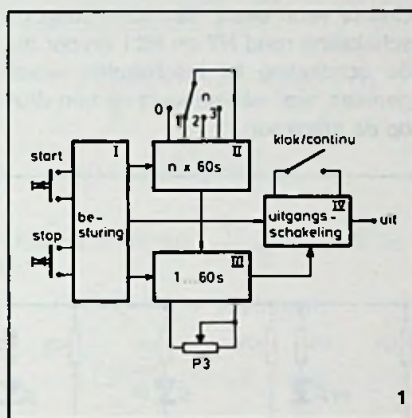 0
n
1
2
3
start
stop
I
be-
sturing
II
n x 60s
III
1 ... 60s
P3
klok/continu
IV
uitgangs-
schakeling
uit
1